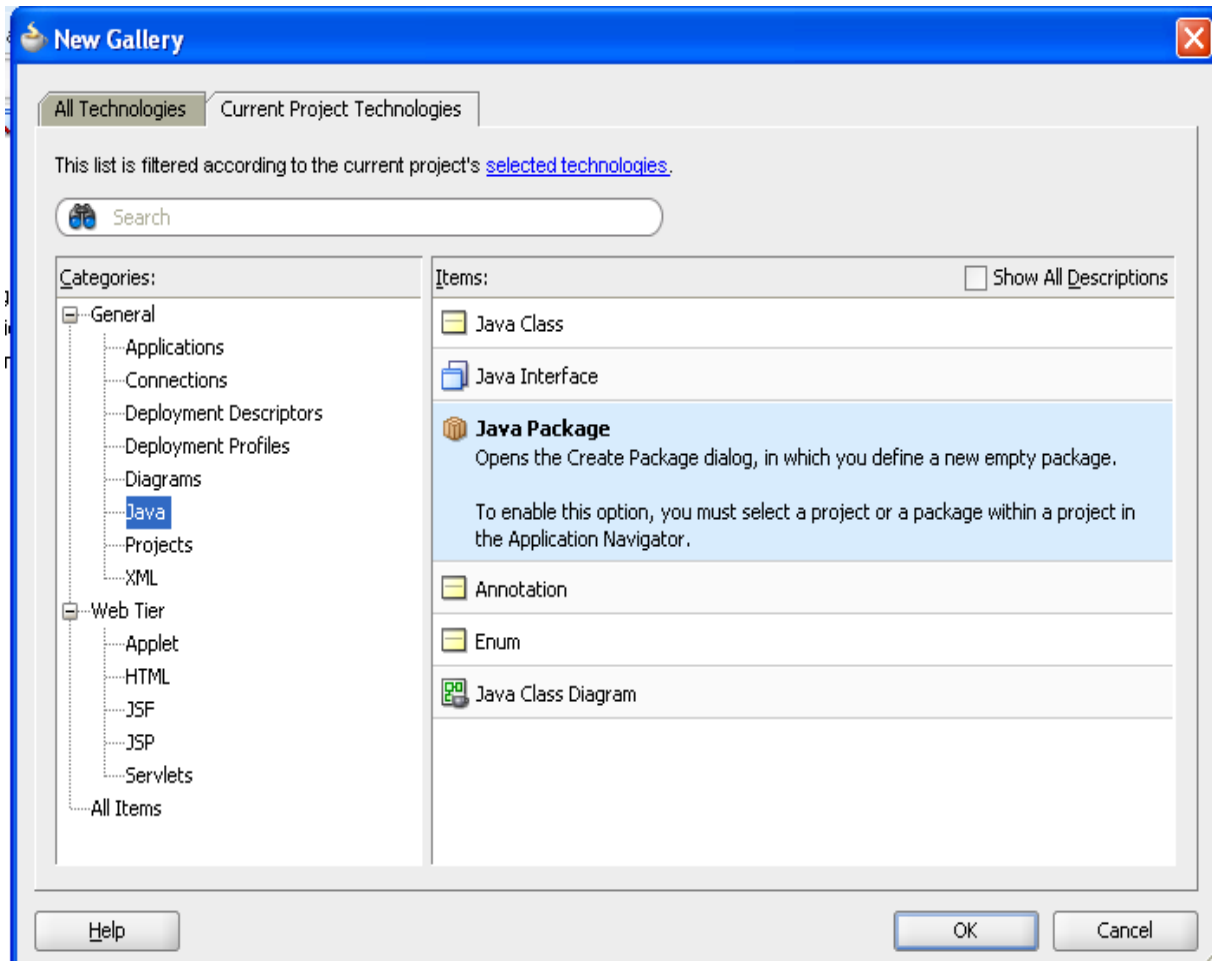 New Gallery
All Technologies
Current Project Technologies
This list is filtered according to the current project's selected technologies.
Search
Categories:
General
Applications
Connections
Deployment Descriptors
Deployment Profiles
Diagrams
Java
Projects
XML
Web Tier
Applet
HTML
JSF
JSP
Servlets
All Items
Items:
Show All Descriptions
Java Class
Java Interface
Java Package
Opens the Create Package dialog, in which you define a new empty package.
To enable this option, you must select a project or a package within a project in
the Application Navigator.
Annotation
Enum
Java Class Diagram
Help
OK
Cancel